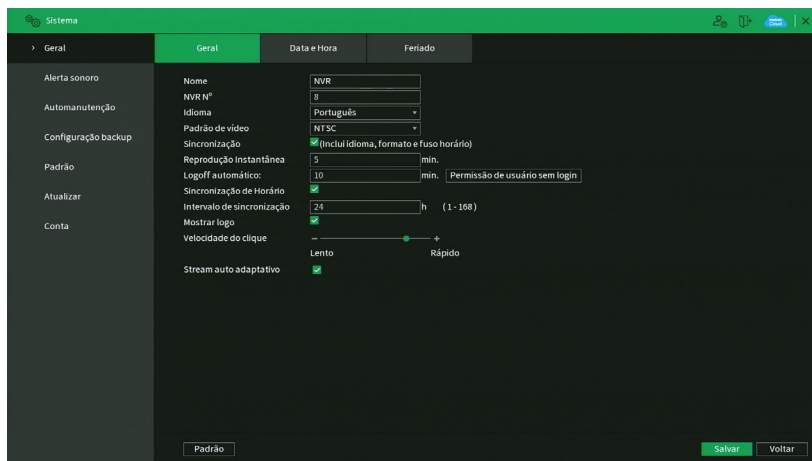 Sistema
Geral
Alerta sonoro
Automanutenção
Configuração backup
Padrão
Atualizar
Conta
Geral Data e Hora Feriado
Nome NVR
NVR Nº 8
Idioma Português
Padrão de vídeo NTSC
Sincronização (Inclui idioma, formato e fuso horário)
Reprodução Instantânea 5 min.
Logoff automático: 10 min. Permissão de usuário sem login
Sincronização de Horário
Intervalo de sincronização 24 h (1 - 168)
Mostrar logo
Velocidade do clique - +
Lento Rápido
Stream auto adaptativo
Padrão Salvar Voltar